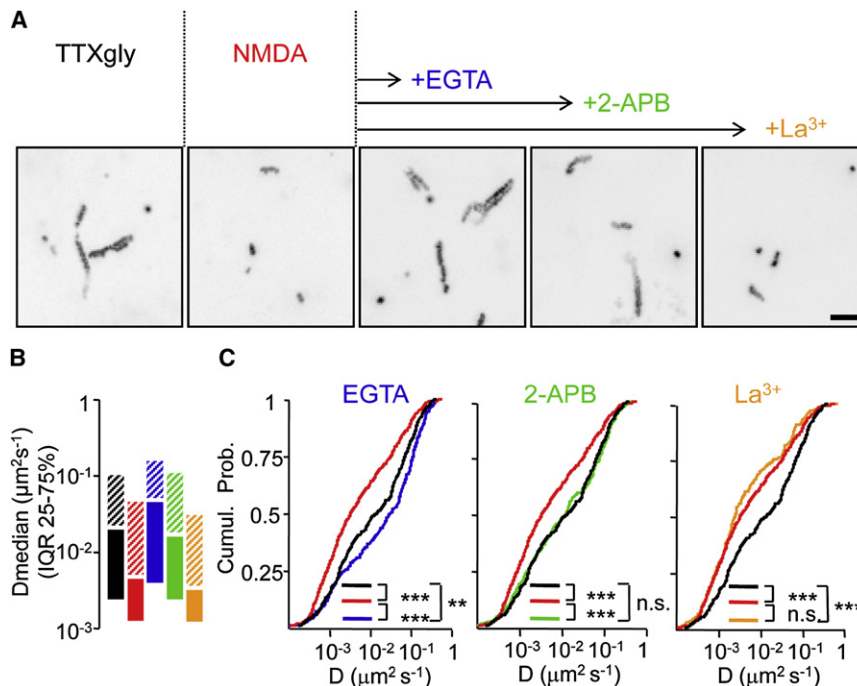 A
TTXgly NMDA +EGTA
+2-APB
+La³⁺
B
Dmedian (μm²s⁻¹)
(IQR 25-75%)
1
10⁻¹
10⁻²
10⁻³
C
EGTA 2-APB La³⁺
Cumul. Prob.
1
0.75
0.5
0.25
*** **
***
*** n.s.
***
*** ***
n.s.
10⁻³ 10⁻² 10⁻¹ 1 10⁻³ 10⁻² 10⁻¹ 1 10⁻³ 10⁻² 10⁻¹ 1
D (μm² s⁻¹) D (μm² s⁻¹) D (μm² s⁻¹)